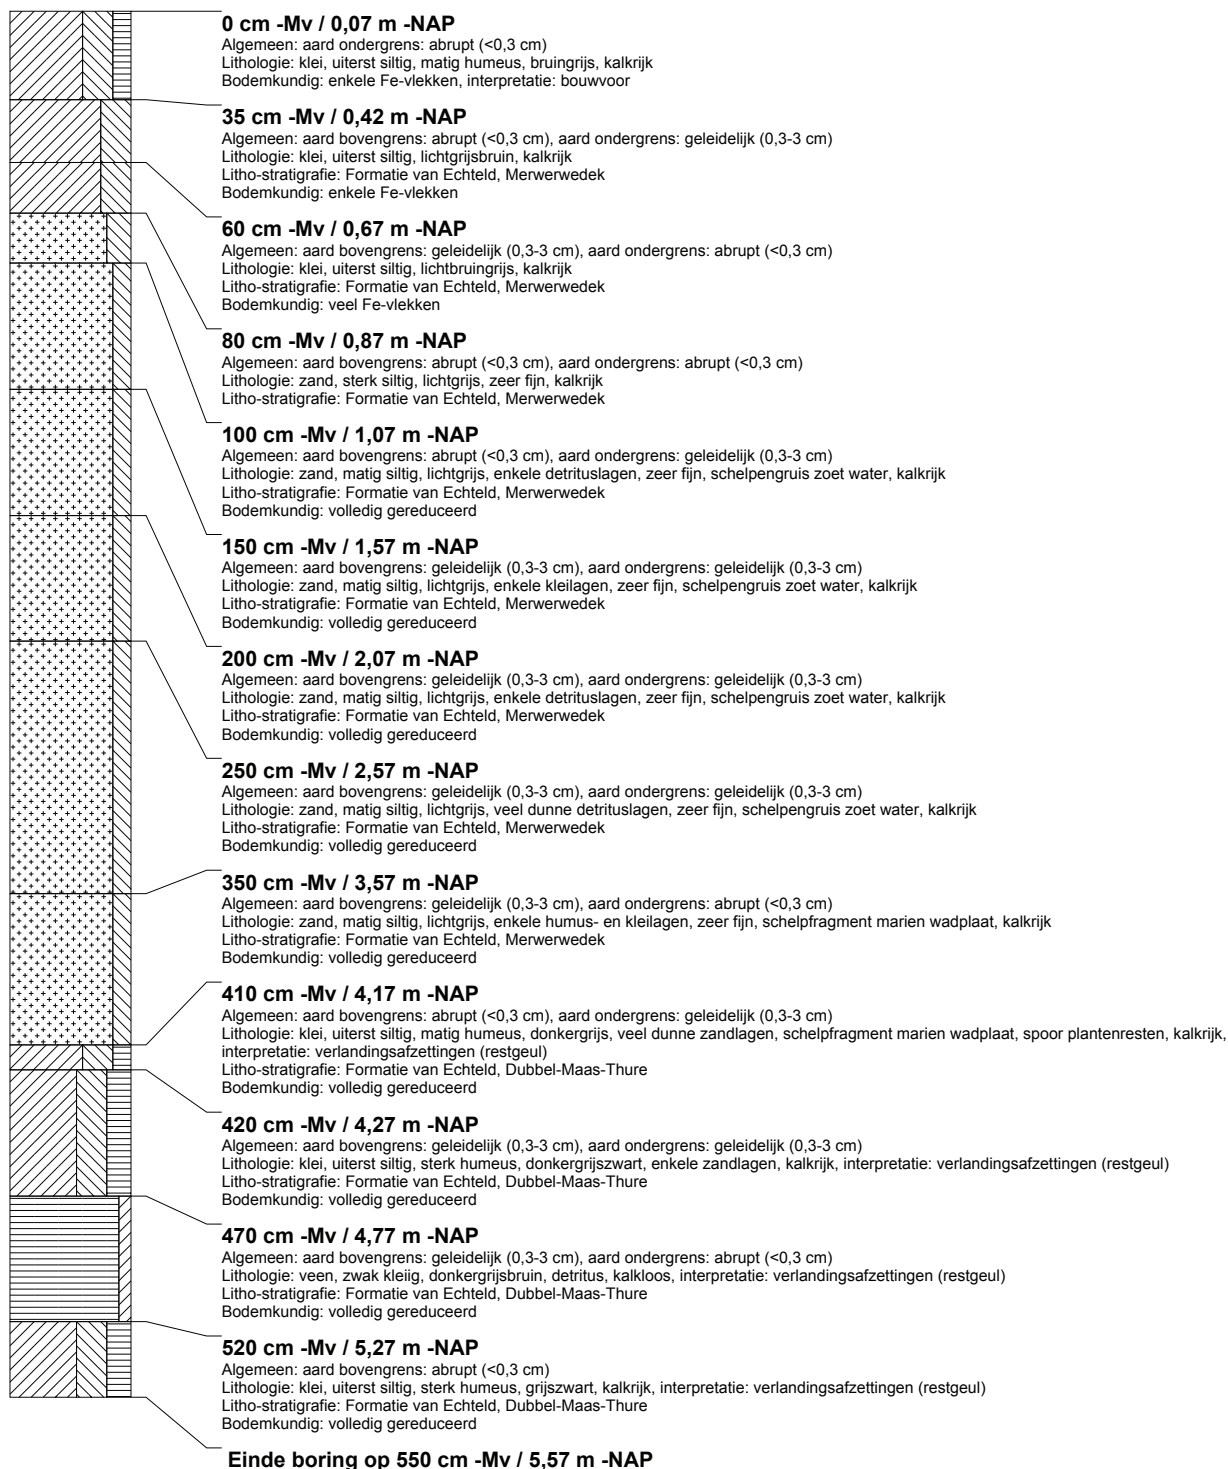 0 cm -Mv / 0,07 m -NAP
Algemeen: aard ondergrens: abrupt (<0,3 cm)
Lithologie: klei, uiterst siltig, matig humeus, bruingrijs, kalkrijk
Bodemkundig: enkele Fe-vlekken, interpretatie: bouwvoor
35 cm -Mv / 0,42 m -NAP
Algemeen: aard bovengrens: abrupt (<0,3 cm), aard ondergrens: geleidelijk (0,3-3 cm)
Lithologie: klei, uiterst siltig, lichtgrijsbruin, kalkrijk
Litho-stratigrafie: Formatie van Echteld, Merwerwedek
Bodemkundig: enkele Fe-vlekken
60 cm -Mv / 0,67 m -NAP
Algemeen: aard bovengrens: geleidelijk (0,3-3 cm), aard ondergrens: abrupt (<0,3 cm)
Lithologie: klei, uiterst siltig, lichtbruingrijs, kalkrijk
Litho-stratigrafie: Formatie van Echteld, Merwerwedek
Bodemkundig: veel Fe-vlekken
80 cm -Mv / 0,87 m -NAP
Algemeen: aard bovengrens: abrupt (<0,3 cm), aard ondergrens: abrupt (<0,3 cm)
Lithologie: zand, sterk siltig, lichtgrijs, zeer fijn, kalkrijk
Litho-stratigrafie: Formatie van Echteld, Merwerwedek
100 cm -Mv / 1,07 m -NAP
Algemeen: aard bovengrens: abrupt (<0,3 cm), aard ondergrens: geleidelijk (0,3-3 cm)
Lithologie: zand, matig siltig, lichtgrijs, enkele detrituslagen, zeer fijn, schelpengruis zoet water, kalkrijk
Litho-stratigrafie: Formatie van Echteld, Merwerwedek
Bodemkundig: volledig gereduceerd
150 cm -Mv / 1,57 m -NAP
Algemeen: aard bovengrens: geleidelijk (0,3-3 cm), aard ondergrens: geleidelijk (0,3-3 cm)
Lithologie: zand, matig siltig, lichtgrijs, enkele kleilagen, zeer fijn, schelpengruis zoet water, kalkrijk
Litho-stratigrafie: Formatie van Echteld, Merwerwedek
Bodemkundig: volledig gereduceerd
200 cm -Mv / 2,07 m -NAP
Algemeen: aard bovengrens: geleidelijk (0,3-3 cm), aard ondergrens: geleidelijk (0,3-3 cm)
Lithologie: zand, matig siltig, lichtgrijs, enkele detrituslagen, zeer fijn, schelpengruis zoet water, kalkrijk
Litho-stratigrafie: Formatie van Echteld, Merwerwedek
Bodemkundig: volledig gereduceerd
250 cm -Mv / 2,57 m -NAP
Algemeen: aard bovengrens: geleidelijk (0,3-3 cm), aard ondergrens: geleidelijk (0,3-3 cm)
Lithologie: zand, matig siltig, lichtgrijs, veel dunne detrituslagen, zeer fijn, schelpengruis zoet water, kalkrijk
Litho-stratigrafie: Formatie van Echteld, Merwerwedek
Bodemkundig: volledig gereduceerd
350 cm -Mv / 3,57 m -NAP
Algemeen: aard bovengrens: geleidelijk (0,3-3 cm), aard ondergrens: abrupt (<0,3 cm)
Lithologie: zand, matig siltig, lichtgrijs, enkele humus- en kleilagen, zeer fijn, schelpfragment marien wadplaat, kalkrijk
Litho-stratigrafie: Formatie van Echteld, Merwerwedek
Bodemkundig: volledig gereduceerd
410 cm -Mv / 4,17 m -NAP
Algemeen: aard bovengrens: abrupt (<0,3 cm), aard ondergrens: geleidelijk (0,3-3 cm)
Lithologie: klei, uiterst siltig, matig humeus, donkergrijs, veel dunne zandlagen, schelpfragment marien wadplaat, spoor plantenresten, kalkrijk,
interpretatie: verlandingsafzettingen (restgeul)
Litho-stratigrafie: Formatie van Echteld, Dubbel-Maas-Thure
Bodemkundig: volledig gereduceerd
420 cm -Mv / 4,27 m -NAP
Algemeen: aard bovengrens: geleidelijk (0,3-3 cm), aard ondergrens: geleidelijk (0,3-3 cm)
Lithologie: klei, uiterst siltig, sterk humeus, donkergrijszwart, enkele zandlagen, kalkrijk, interpretatie: verlandingsafzettingen (restgeul)
Litho-stratigrafie: Formatie van Echteld, Dubbel-Maas-Thure
Bodemkundig: volledig gereduceerd
470 cm -Mv / 4,77 m -NAP
Algemeen: aard bovengrens: geleidelijk (0,3-3 cm), aard ondergrens: abrupt (<0,3 cm)
Lithologie: veen, zwak kleiig, donkergrijsbruin, detritus, kalkloos, interpretatie: verlandingsafzettingen (restgeul)
Litho-stratigrafie: Formatie van Echteld, Dubbel-Maas-Thure
Bodemkundig: volledig gereduceerd
520 cm -Mv / 5,27 m -NAP
Algemeen: aard bovengrens: abrupt (<0,3 cm)
Lithologie: klei, uiterst siltig, sterk humeus, grijszwart, kalkrijk, interpretatie: verlandingsafzettingen (restgeul)
Litho-stratigrafie: Formatie van Echteld, Dubbel-Maas-Thure
Bodemkundig: volledig gereduceerd
Einde boring op 550 cm -Mv / 5,57 m -NAP